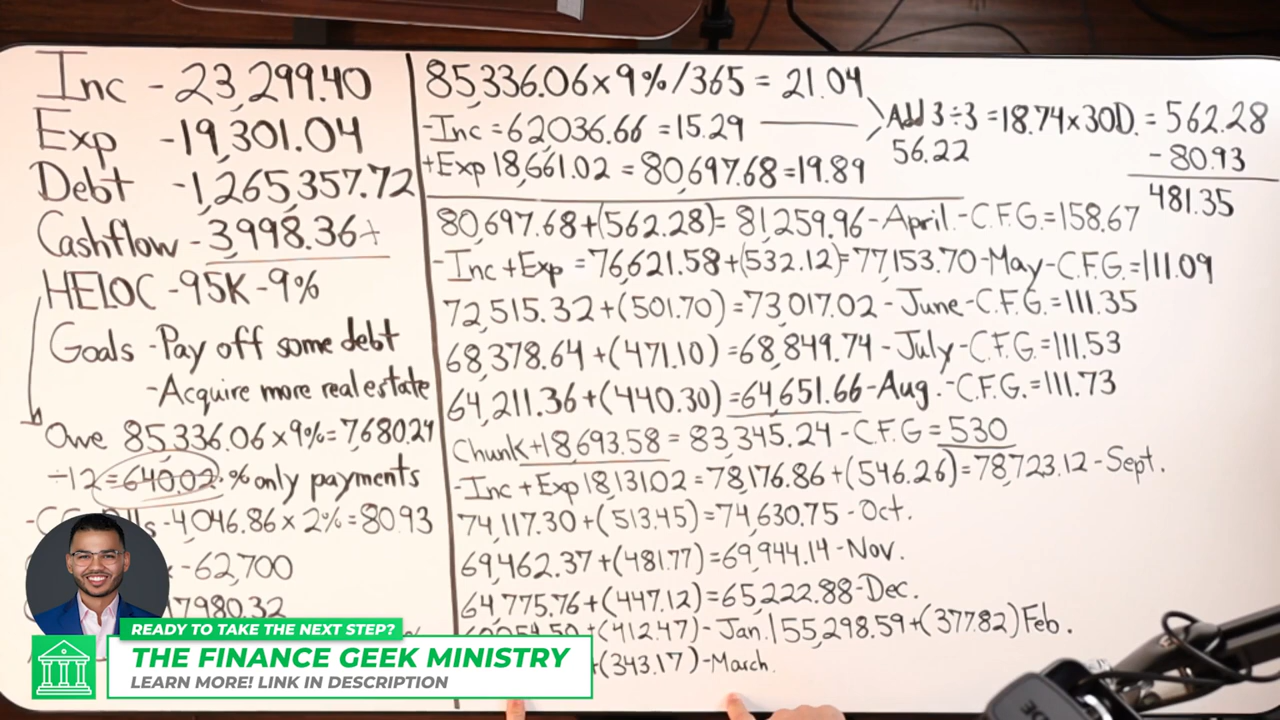 Inc - 23,299.40
Exp - 19,301.04
Debt - 1,265,357.72
Cashflow - 3,998.36+
HELOC - 95K - 9%
Goals - Pay off some debt
- Acquire more real estate
Owe 85,336.06 × 9% = 7,680.24
÷12 = 640.02 - % only payments
4,046.86 × 2% = 80.93
- 62,700
17980.32
85,336.06 × 9% / 365 = 21.04
- Inc = 62036.66 = 15.29
+ Exp 18,661.02 = 80,697.68 = 19.89
Add 3 ÷ 3 = 18.74 × 30D. = 562.28
56.22
- 80.93
481.35
80,697.68 + (562.28) = 81,259.96 - April - C.F.G. = 158.67
- Inc + Exp = 76,621.58 + (532.12) = 77,153.70 - May - C.F.G. = 111.09
72,515.32 + (501.70) = 73,017.02 - June - C.F.G. = 111.35
68,378.64 + (471.10) = 68,849.74 - July - C.F.G. = 111.53
64,211.36 + (440.30) = 64,651.66 - Aug. - C.F.G. = 111.73
Chunk + 18,693.58 = 83,345.24 - C.F.G = 530
- Inc + Exp 18,131.02 = 78,176.86 + (546.26) = 78,723.12 - Sept.
74,117.30 + (513.45) = 74,630.75 - Oct.
69,462.37 + (481.77) = 69,944.14 - Nov.
64,775.76 + (447.12) = 65,222.88 - Dec.
+ (412.47) - Jan. | 55,298.59 + (377.82) Feb.
+ (343.17) - March.
READY TO TAKE THE NEXT STEP?
THE FINANCE GEEK MINISTRY
LEARN MORE! LINK IN DESCRIPTION